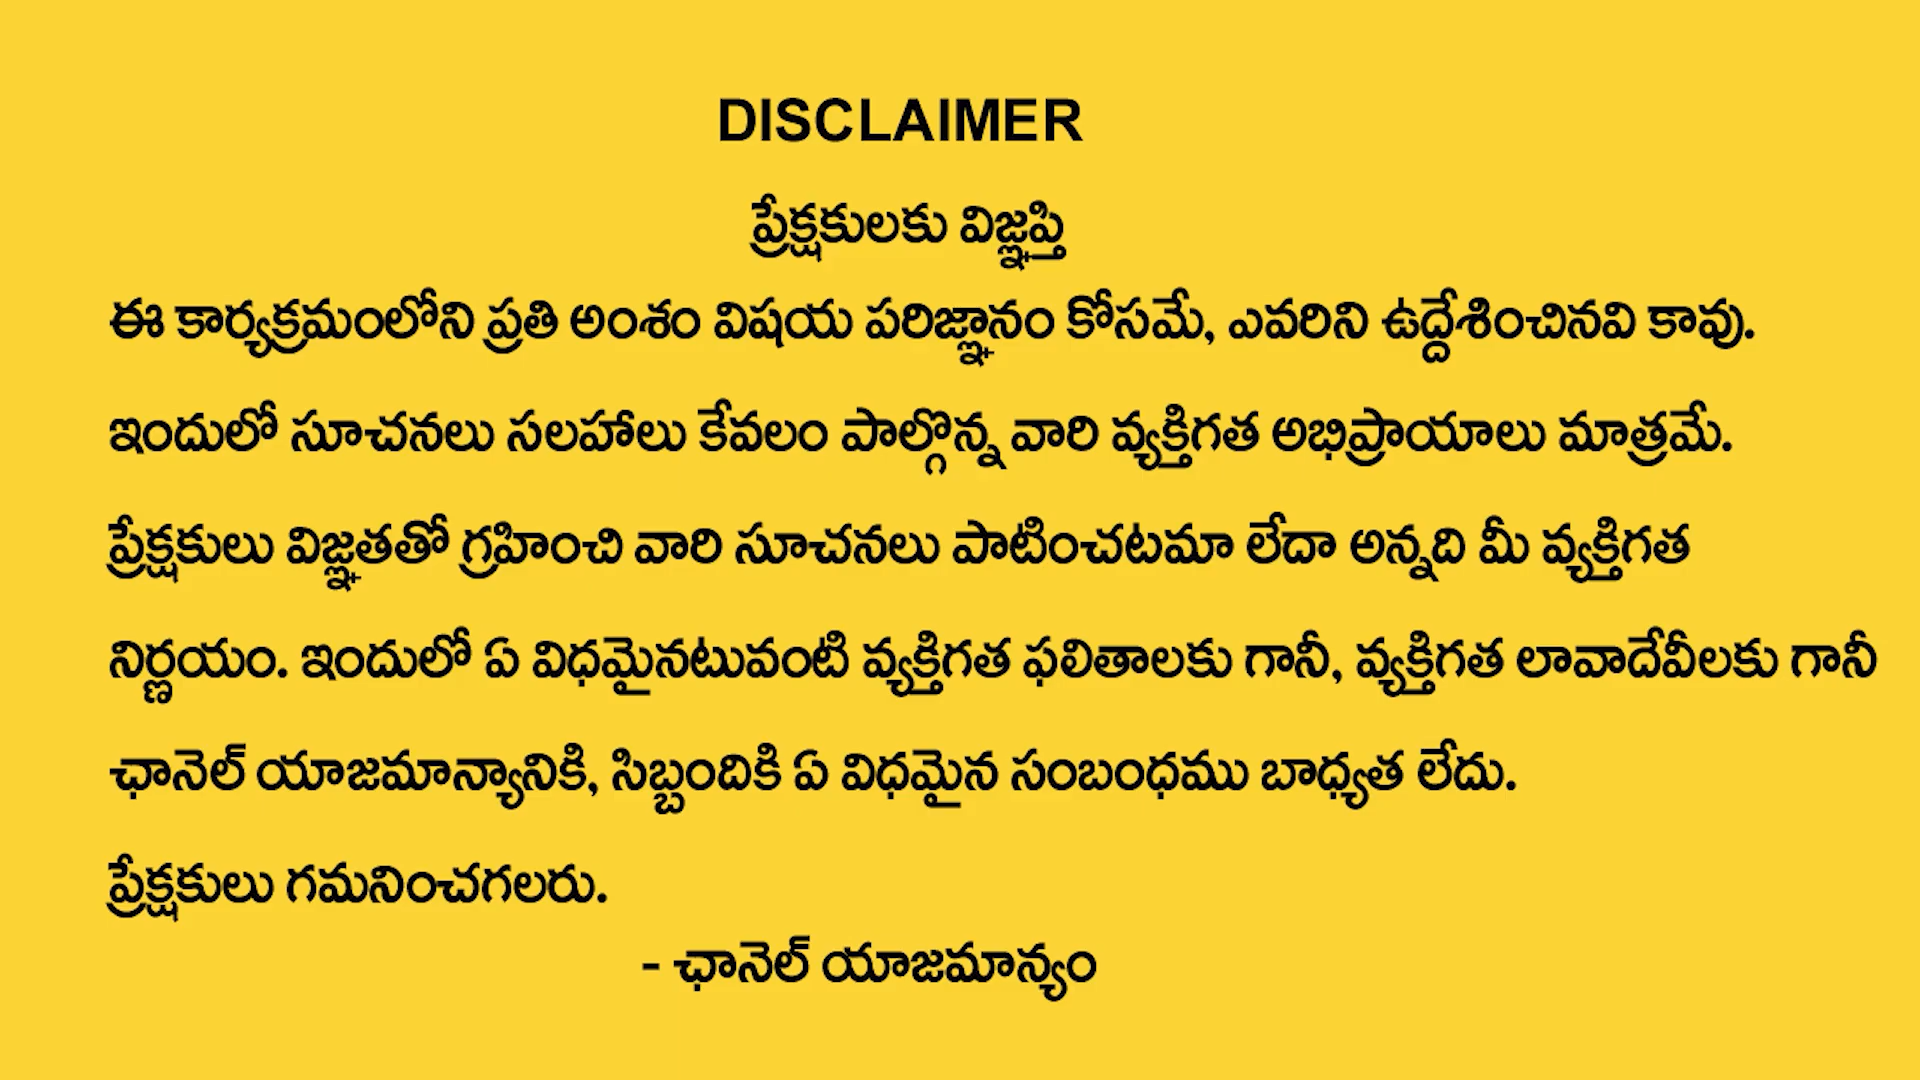 DISCLAIMER
ప్రేక్షకులకు విజ్ఞప్తి
ఈ కార్యక్రమంలోని ప్రతి అంశం విషయ పరిజ్ఞానం కోసమే, ఎవరిని ఉద్దేశించినవి కావు.
ఇందులో సూచనలు సలహాలు కేవలం పాల్గొన్న వారి వ్యక్తిగత అభిప్రాయాలు మాత్రమే.
ప్రేక్షకులు విజ్ఞతతో గ్రహించి వారి సూచనలు పాటించటమా లేదా అన్నది మీ వ్యక్తిగత
నిర్ణయం. ఇందులో ఏ విధమైనటువంటి వ్యక్తిగత ఫలితాలకు గానీ, వ్యక్తిగత లావాదేవీలకు గానీ
ఛానెల్ యాజమాన్యానికి, సిబ్బందికి ఏ విధమైన సంబంధము బాధ్యత లేదు.
ప్రేక్షకులు గమనించగలరు.
- ఛానెల్ యాజమాన్యం